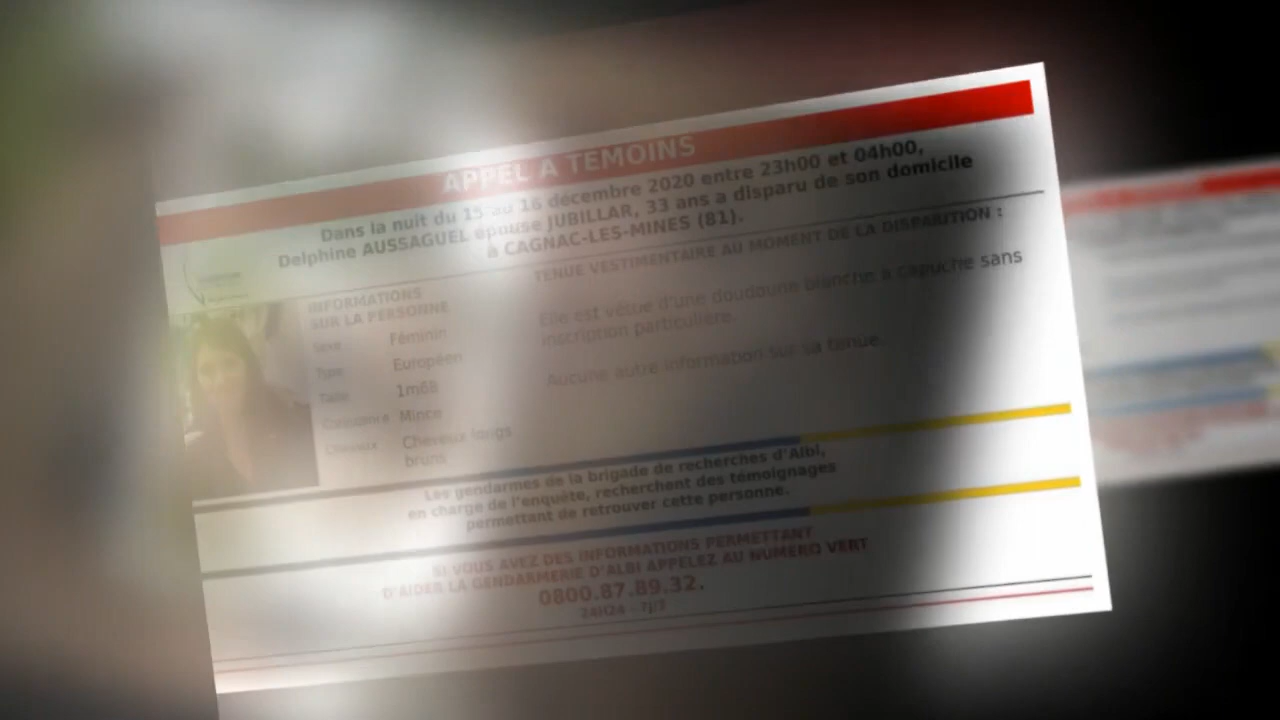 APPEL A TEMOINS
Dans la nuit du 15 au 16 décembre 2020 entre 23h00 et 04h00,
Delphine AUSSAGUEL épouse JUBILLAR, 33 ans a disparu de son domicile
à CAGNAC-LES-MINES (81).
TENUE VESTIMENTAIRE AU MOMENT DE LA DISPARITION :
INFORMATIONS
SUR LA PERSONNE
Sexe Féminin
Type Européen
Taille 1m68
Corpulence Mince
Cheveux Cheveux longs
bruns
Elle est vêtue d'une doudoune blanche à capuche sans
inscription particulière.
Aucune autre information sur sa tenue.
Les gendarmes de la brigade de recherches d'Albi,
en charge de l'enquête, recherchent des témoignages
permettant de retrouver cette personne.
SI VOUS AVEZ DES INFORMATIONS PERMETTANT
D'AIDER LA GENDARMERIE D'ALBI APPELEZ AU NUMERO VERT
0800.87.89.32.
24H24 - 7J/7